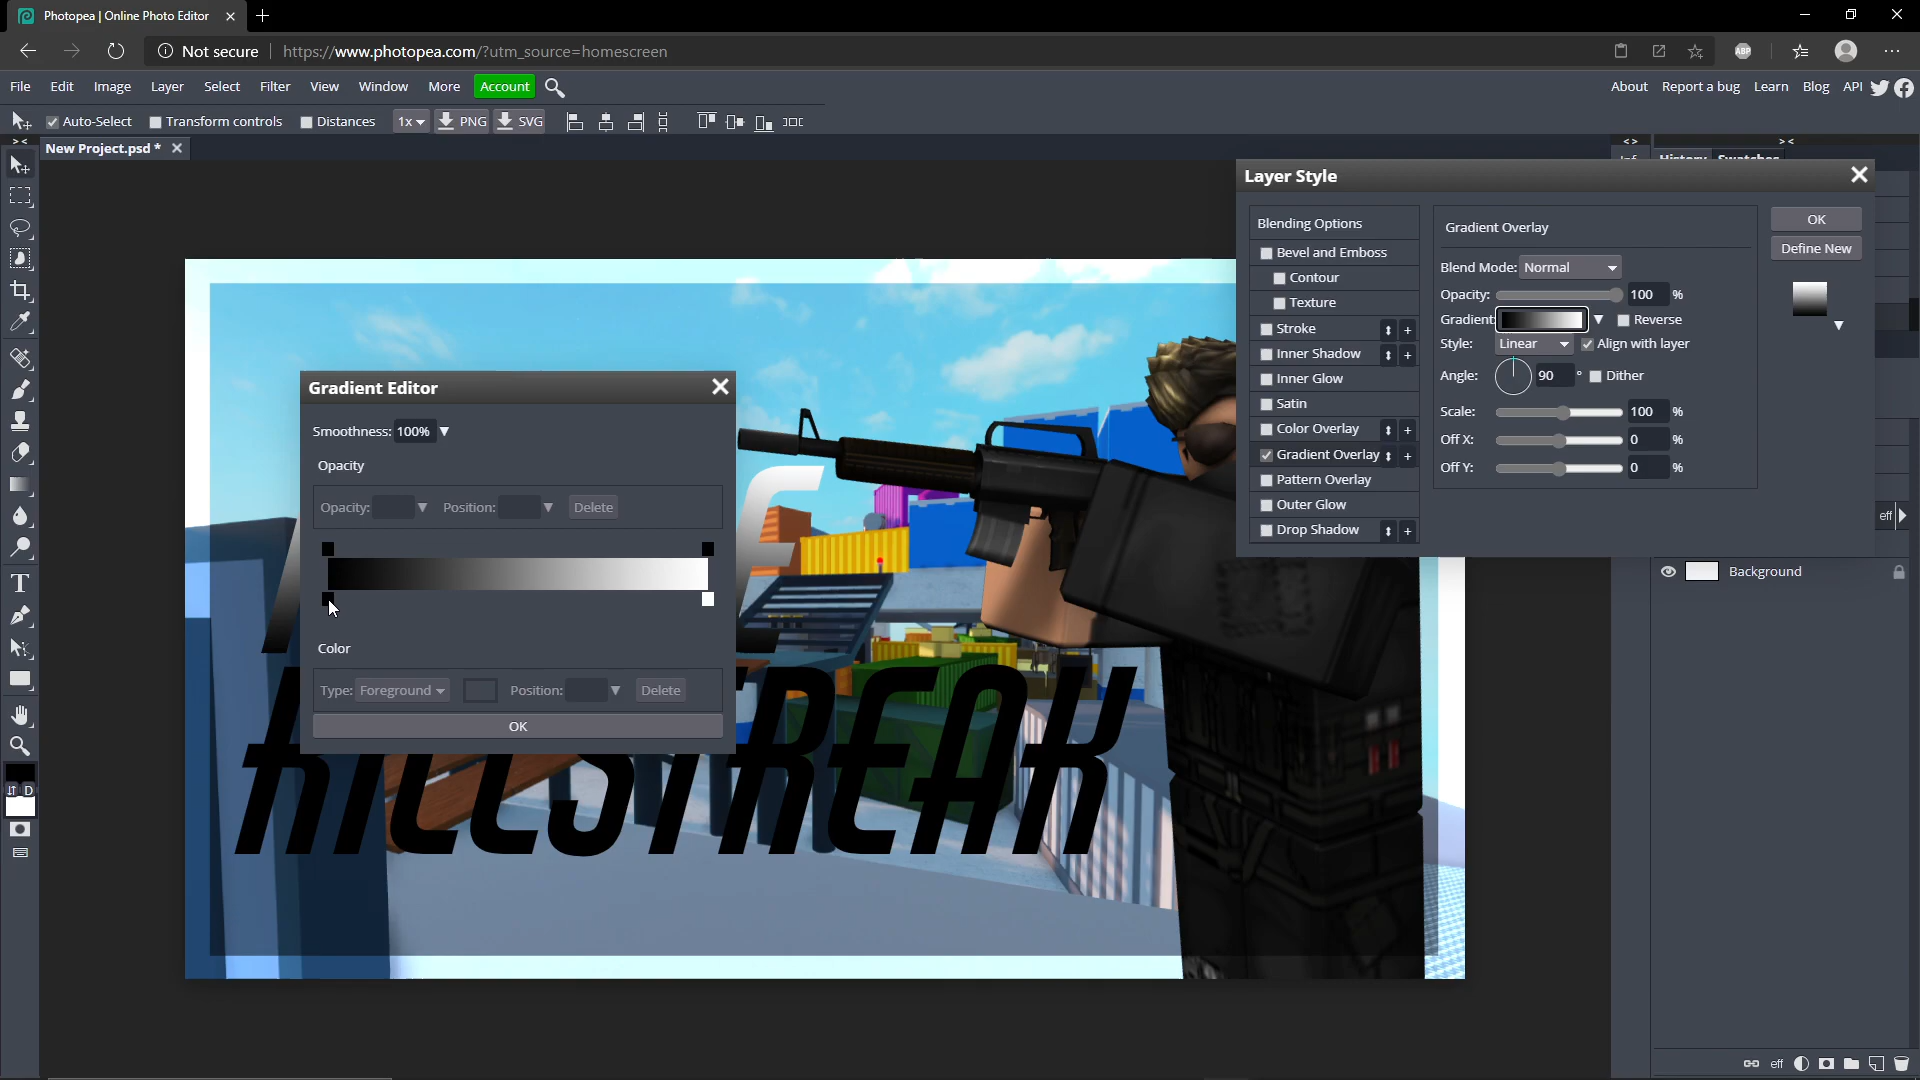 Photopea | Online Photo Editor
Not secure https://www.photopea.com/?utm_source=homescreen
ABP
File Edit Image Layer Select Filter View Window More Account
About Report a bug Learn Blog API
Auto-Select Transform controls Distances 1x PNG SVG
New Project.psd *
History Swatches
Layer Style
Blending Options
Bevel and Emboss
Contour
Texture
Stroke
Inner Shadow
Inner Glow
Satin
Color Overlay
Gradient Overlay
Pattern Overlay
Outer Glow
Drop Shadow
Gradient Overlay
Blend Mode: Normal
Opacity: 100 %
Gradient Reverse
Style: Linear Align with layer
Angle: 90 ° Dither
Scale: 100 %
Off X: 0 %
Off Y: 0 %
OK
Define New
Gradient Editor
Smoothness: 100%
Opacity
Opacity: Position: Delete
Color
Type: Foreground Position: Delete
OK
KILLSTREAK
eff
Background
D
eff